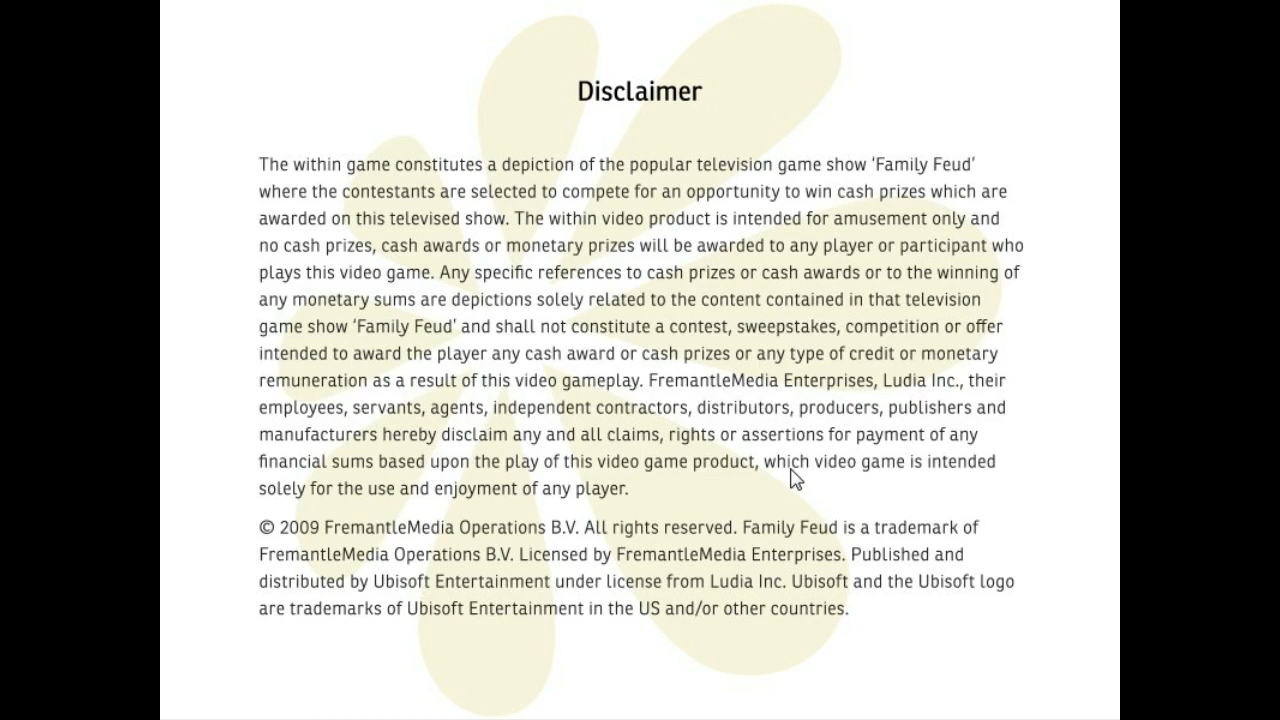 Disclaimer
The within game constitutes a depiction of the popular television game show ‘Family Feud’
where the contestants are selected to compete for an opportunity to win cash prizes which are
awarded on this televised show. The within video product is intended for amusement only and
no cash prizes, cash awards or monetary prizes will be awarded to any player or participant who
plays this video game. Any specific references to cash prizes or cash awards or to the winning of
any monetary sums are depictions solely related to the content contained in that television
game show ‘Family Feud’ and shall not constitute a contest, sweepstakes, competition or offer
intended to award the player any cash award or cash prizes or any type of credit or monetary
remuneration as a result of this video gameplay. FremantleMedia Enterprises, Ludia Inc., their
employees, servants, agents, independent contractors, distributors, producers, publishers and
manufacturers hereby disclaim any and all claims, rights or assertions for payment of any
financial sums based upon the play of this video game product, which video game is intended
solely for the use and enjoyment of any player.
© 2009 FremantleMedia Operations B.V. All rights reserved. Family Feud is a trademark of
FremantleMedia Operations B.V. Licensed by FremantleMedia Enterprises. Published and
distributed by Ubisoft Entertainment under license from Ludia Inc. Ubisoft and the Ubisoft logo
are trademarks of Ubisoft Entertainment in the US and/or other countries.